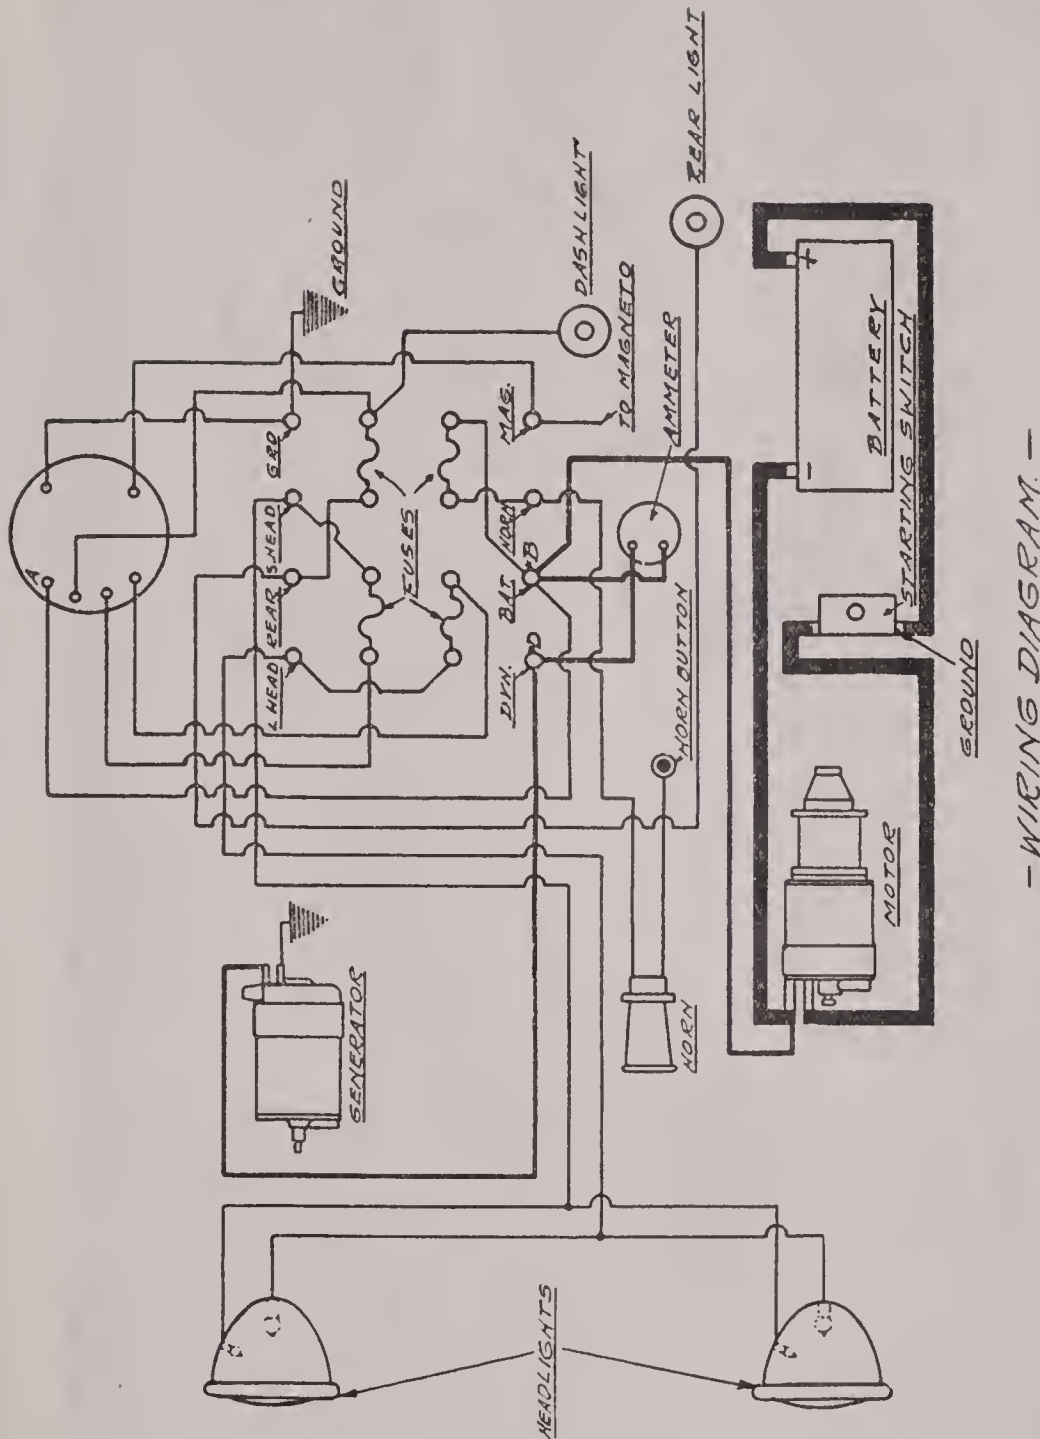 A
GROUND
GRD
S.HEAD
REAR
L HEAD
FUSES
DASHLIGHT
MAG.
TO MAGNETO
HORN
BAT
B
DYN.
D
AMMETER
REAR LIGHT
HORN BUTTON
GENERATOR
HORN
+
BATTERY
-
STARTING SWITCH
GROUND
MOTOR
HEADLIGHTS
- WIRING DIAGRAM. -